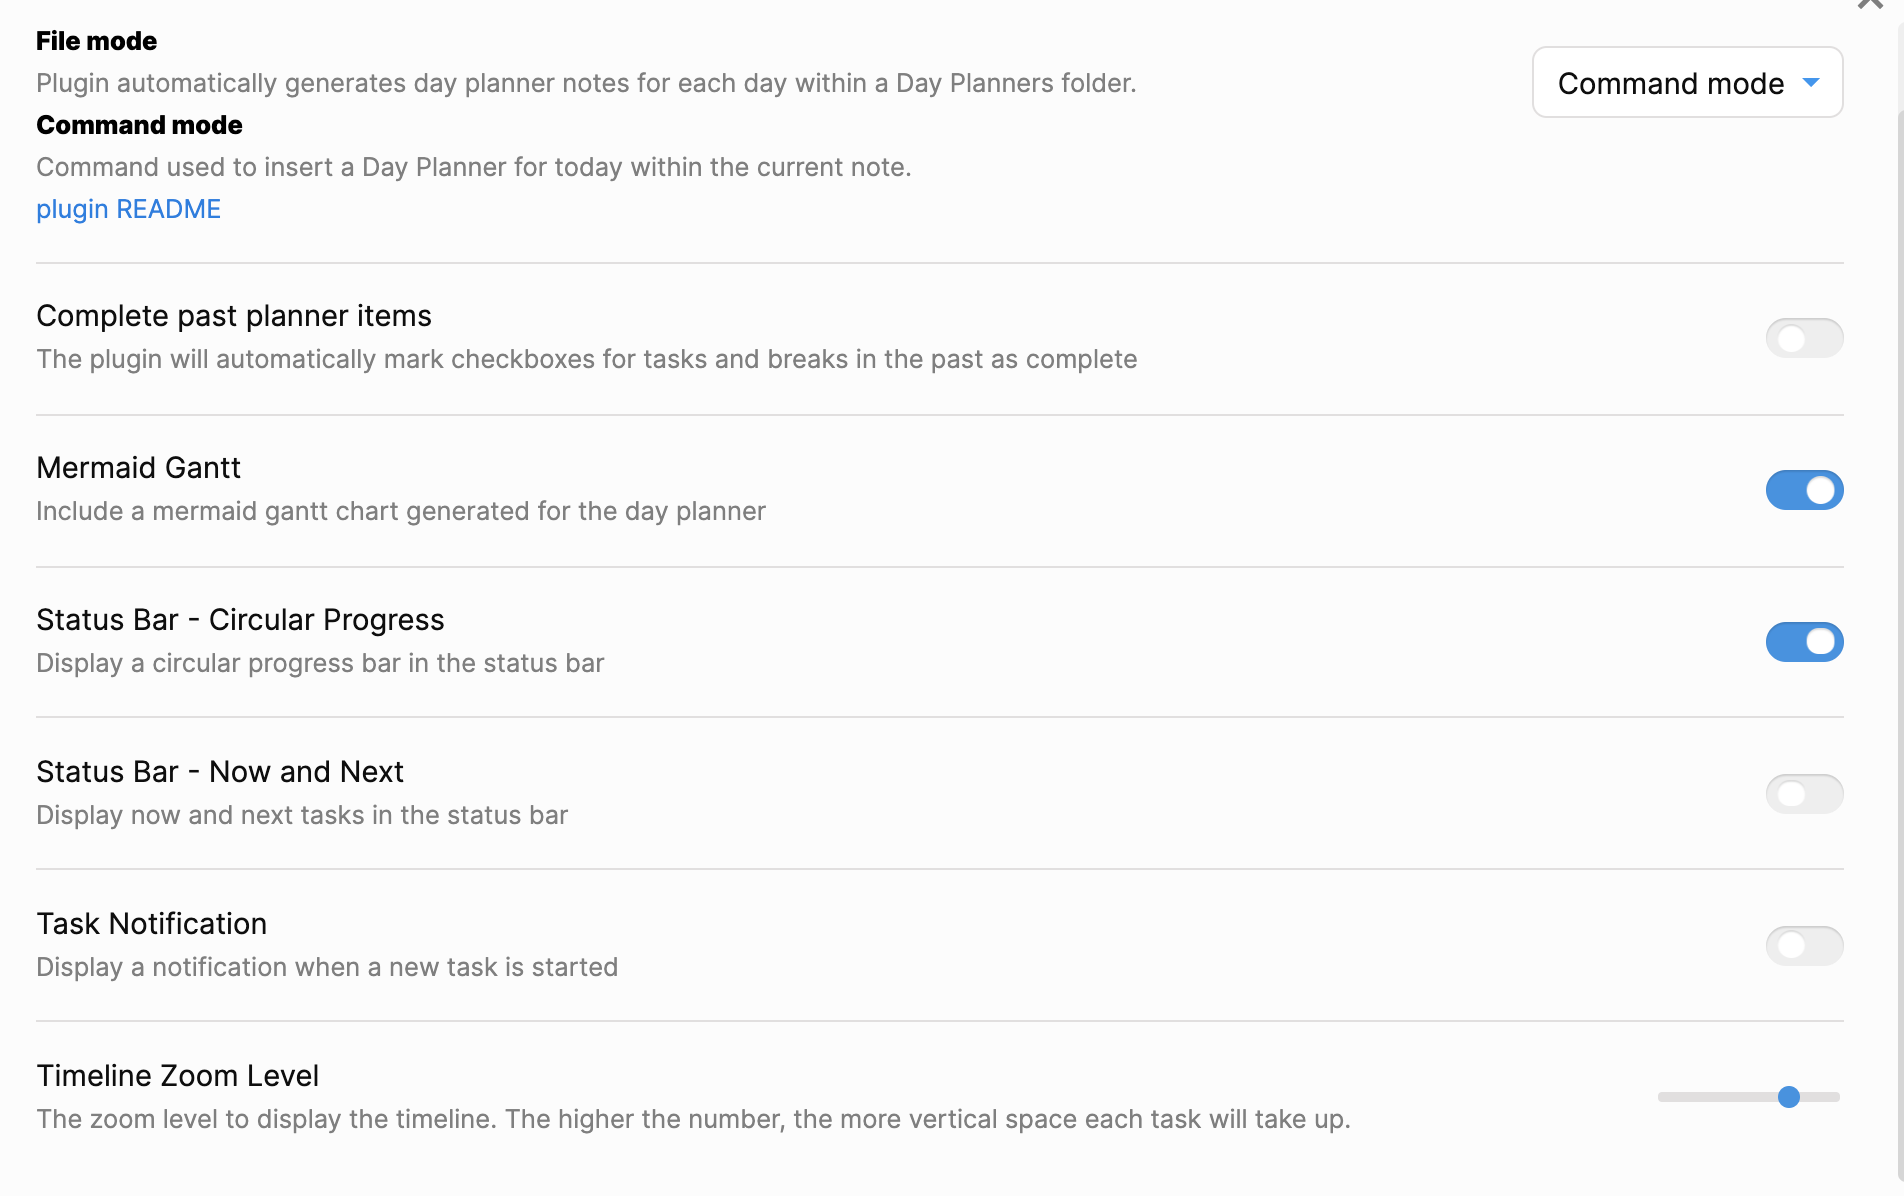 File mode
Plugin automatically generates day planner notes for each day within a Day Planners folder.
Command mode
Command mode
Command used to insert a Day Planner for today within the current note.
plugin README
Complete past planner items
The plugin will automatically mark checkboxes for tasks and breaks in the past as complete
Mermaid Gantt
Include a mermaid gantt chart generated for the day planner
Status Bar - Circular Progress
Display a circular progress bar in the status bar
Status Bar - Now and Next
Display now and next tasks in the status bar
Task Notification
Display a notification when a new task is started
Timeline Zoom Level
The zoom level to display the timeline. The higher the number, the more vertical space each task will take up.